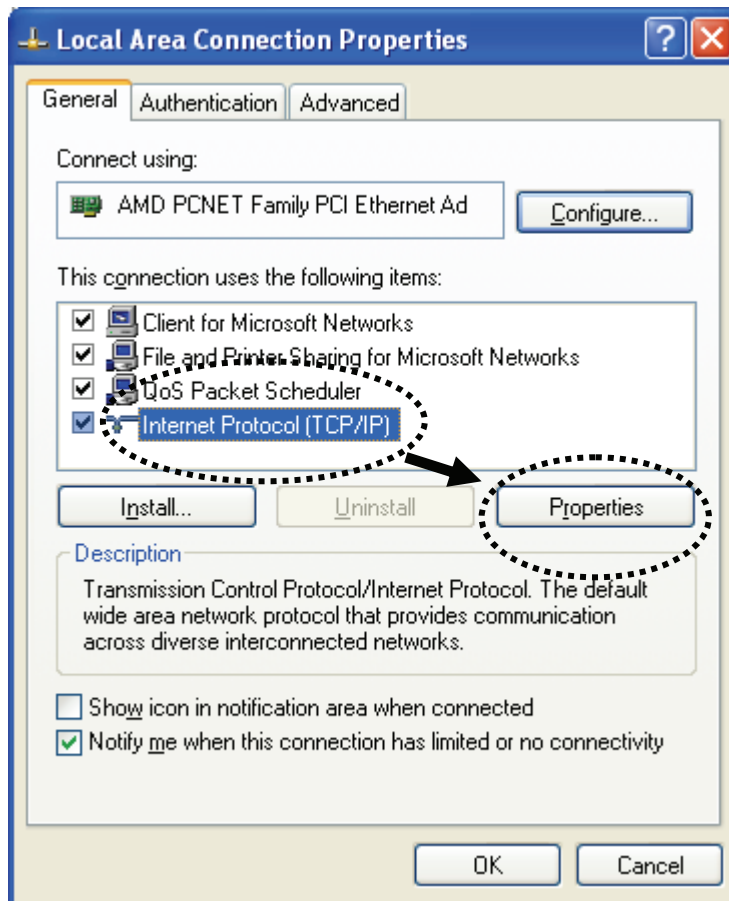 Local Area Connection Properties
General Authentication Advanced
Connect using:
AMD PCNET Family PCI Ethernet Ad
Configure...
This connection uses the following items:
Client for Microsoft Networks
File and Printer Sharing for Microsoft Networks
QoS Packet Scheduler
Internet Protocol (TCP/IP)
Install... Uninstall Properties
Description
Transmission Control Protocol/Internet Protocol. The default
wide area network protocol that provides communication
across diverse interconnected networks.
Show icon in notification area when connected
Notify me when this connection has limited or no connectivity
OK Cancel